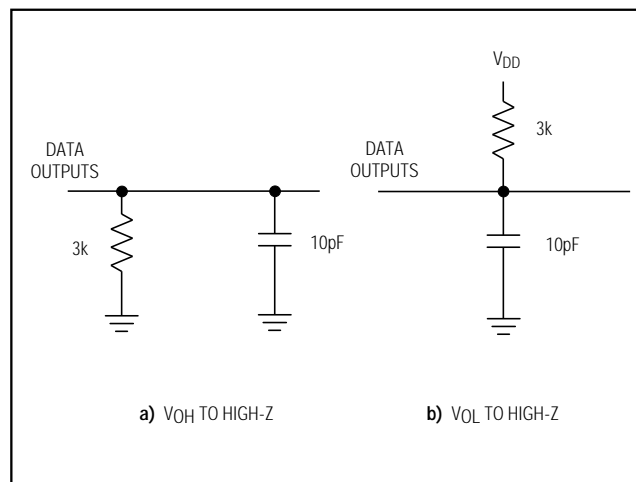 DATA
OUTPUTS
3k
10pF
a) VOH TO HIGH-Z
VDD
3k
DATA
OUTPUTS
10pF
b) VOL TO HIGH-Z